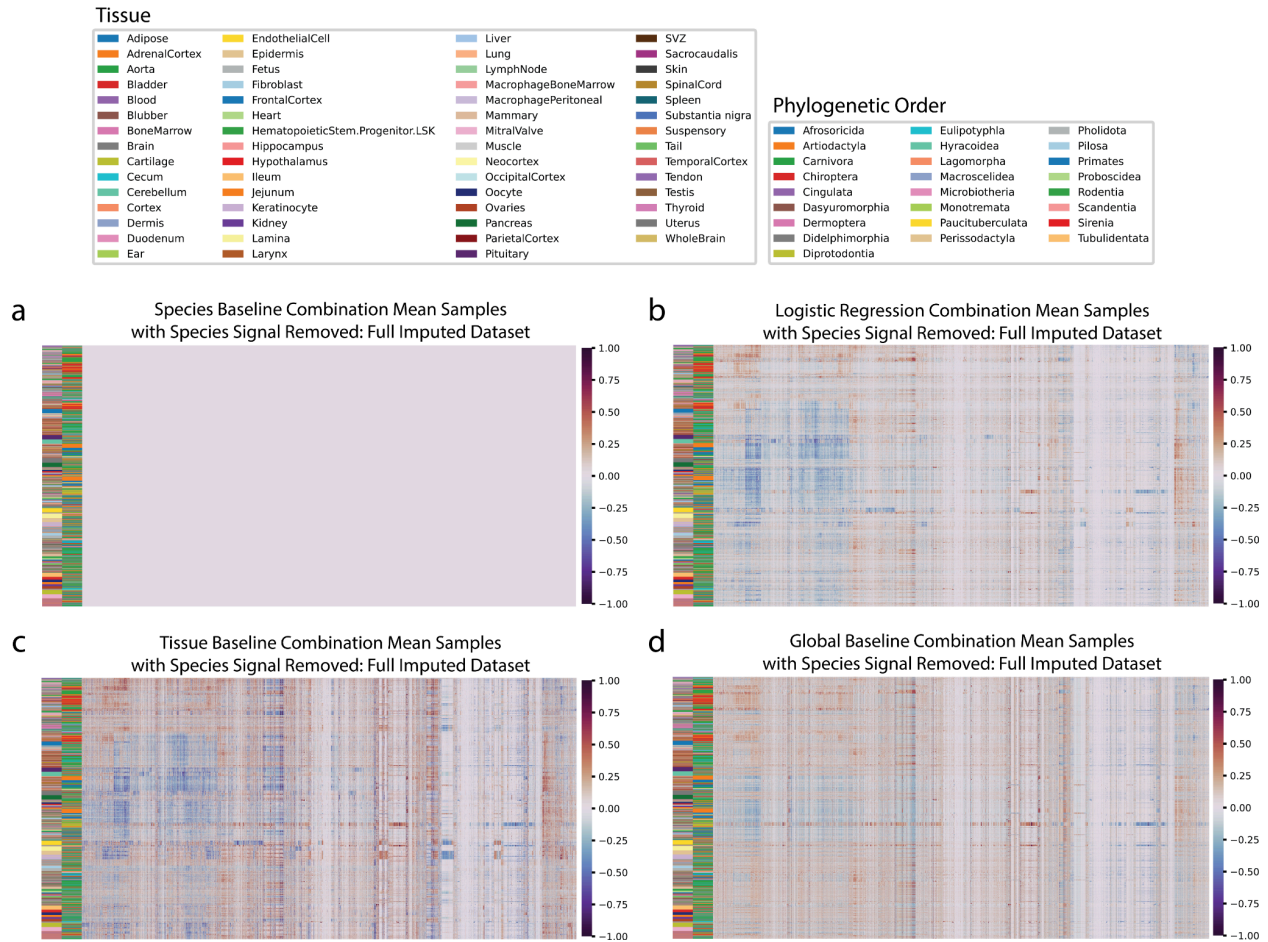 Tissue
Adipose
AdrenalCortex
Aorta
Bladder
Blood
Blubber
BoneMarrow
Brain
Cartilage
Cecum
Cerebellum
Cortex
Dermis
Duodenum
Ear
EndothelialCell
Epidermis
Fetus
Fibroblast
FrontalCortex
Heart
HematopoieticStem.Progenitor.LSK
Hippocampus
Hypothalamus
Ileum
Jejunum
Keratinocyte
Kidney
Lamina
Larynx
Liver
Lung
LymphNode
MacrophageBoneMarrow
MacrophagePeritoneal
Mammary
MitralValve
Muscle
Neocortex
OccipitalCortex
Oocyte
Ovaries
Pancreas
ParietalCortex
Pituitary
SVZ
Sacrocaudalis
Skin
SpinalCord
Spleen
Substantia nigra
Suspensory
Tail
TemporalCortex
Tendon
Testis
Thyroid
Uterus
WholeBrain
Phylogenetic Order
Afrosoricida
Artiodactyla
Carnivora
Chiroptera
Cingulata
Dasyuromorphia
Dermoptera
Didelphimorphia
Diprotodontia
Eulipotyphla
Hyracoidea
Lagomorpha
Macroscelidea
Microbiotheria
Monotremata
Paucituberculata
Perissodactyla
Pholidota
Pilosa
Primates
Proboscidea
Rodentia
Scandentia
Sirenia
Tubulidentata
a
Species Baseline Combination Mean Samples
with Species Signal Removed: Full Imputed Dataset
1.00
0.75
0.50
0.25
0.00
−0.25
−0.50
−0.75
−1.00
b
Logistic Regression Combination Mean Samples
with Species Signal Removed: Full Imputed Dataset
1.00
0.75
0.50
0.25
0.00
−0.25
−0.50
−0.75
−1.00
c
Tissue Baseline Combination Mean Samples
with Species Signal Removed: Full Imputed Dataset
1.00
0.75
0.50
0.25
0.00
−0.25
−0.50
−0.75
−1.00
d
Global Baseline Combination Mean Samples
with Species Signal Removed: Full Imputed Dataset
1.00
0.75
0.50
0.25
0.00
−0.25
−0.50
−0.75
−1.00